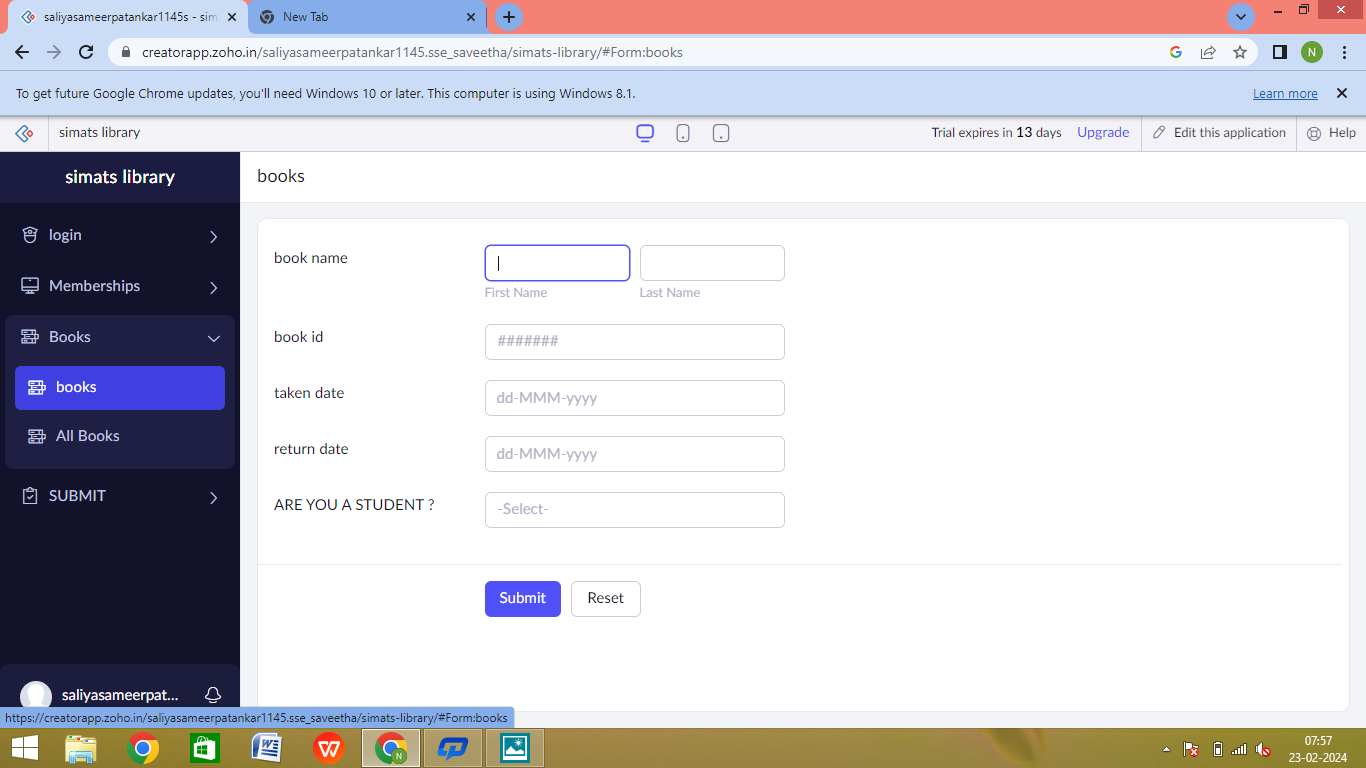 saliyasameerpatankar1145s - sim
New Tab
creatorapp.zoho.in/saliyasameerpatankar1145.sse_saveetha/simats-library/#Form:books
N
To get future Google Chrome updates, you'll need Windows 10 or later. This computer is using Windows 8.1.
Learn more
simats library
Trial expires in 13 days
Upgrade
Edit this application
Help
simats library
books
login
Memberships
Books
books
All Books
SUBMIT
book name
First Name
Last Name
book id
#######
taken date
dd-MMM-yyyy
return date
dd-MMM-yyyy
ARE YOU A STUDENT ?
-Select-
Submit
Reset
saliyasameerpat...
https://creatorapp.zoho.in/saliyasameerpatankar1145.sse_saveetha/simats-library/#Form:books
W
W
N
07:57
23-02-2024